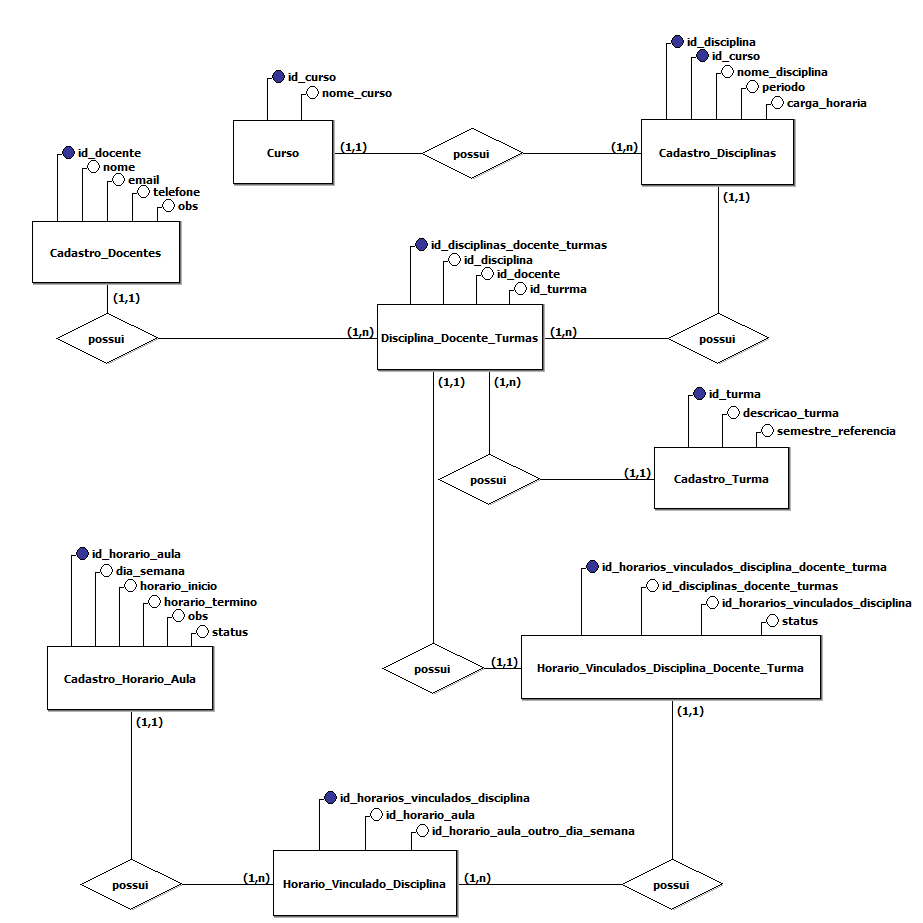 id_disciplina
id_curso
nome_disciplina
periodo
carga_horaria
id_curso
nome_curso
Curso
(1,1)
possui
(1,n)
Cadastro_Disciplinas
(1,1)
id_docente
nome
email
telefone
obs
Cadastro_Docentes
(1,1)
possui
(1,n)
id_disciplinas_docente_turmas
id_disciplina
id_docente
id_turrma
Disciplina_Docente_Turmas
(1,n)
possui
(1,1)
(1,n)
possui
(1,1)
id_turma
descricao_turma
semestre_referencia
Cadastro_Turma
id_horario_aula
dia_semana
horario_inicio
horario_termino
obs
status
Cadastro_Horario_Aula
(1,1)
possui
(1,1)
id_horarios_vinculados_disciplina_docente_turma
id_disciplinas_docente_turmas
id_horarios_vinculados_disciplina
status
Horario_Vinculados_Disciplina_Docente_Turma
(1,1)
possui
(1,n)
id_horarios_vinculados_disciplina
id_horario_aula
id_horario_aula_outro_dia_semana
Horario_Vinculado_Disciplina
(1,n)
possui